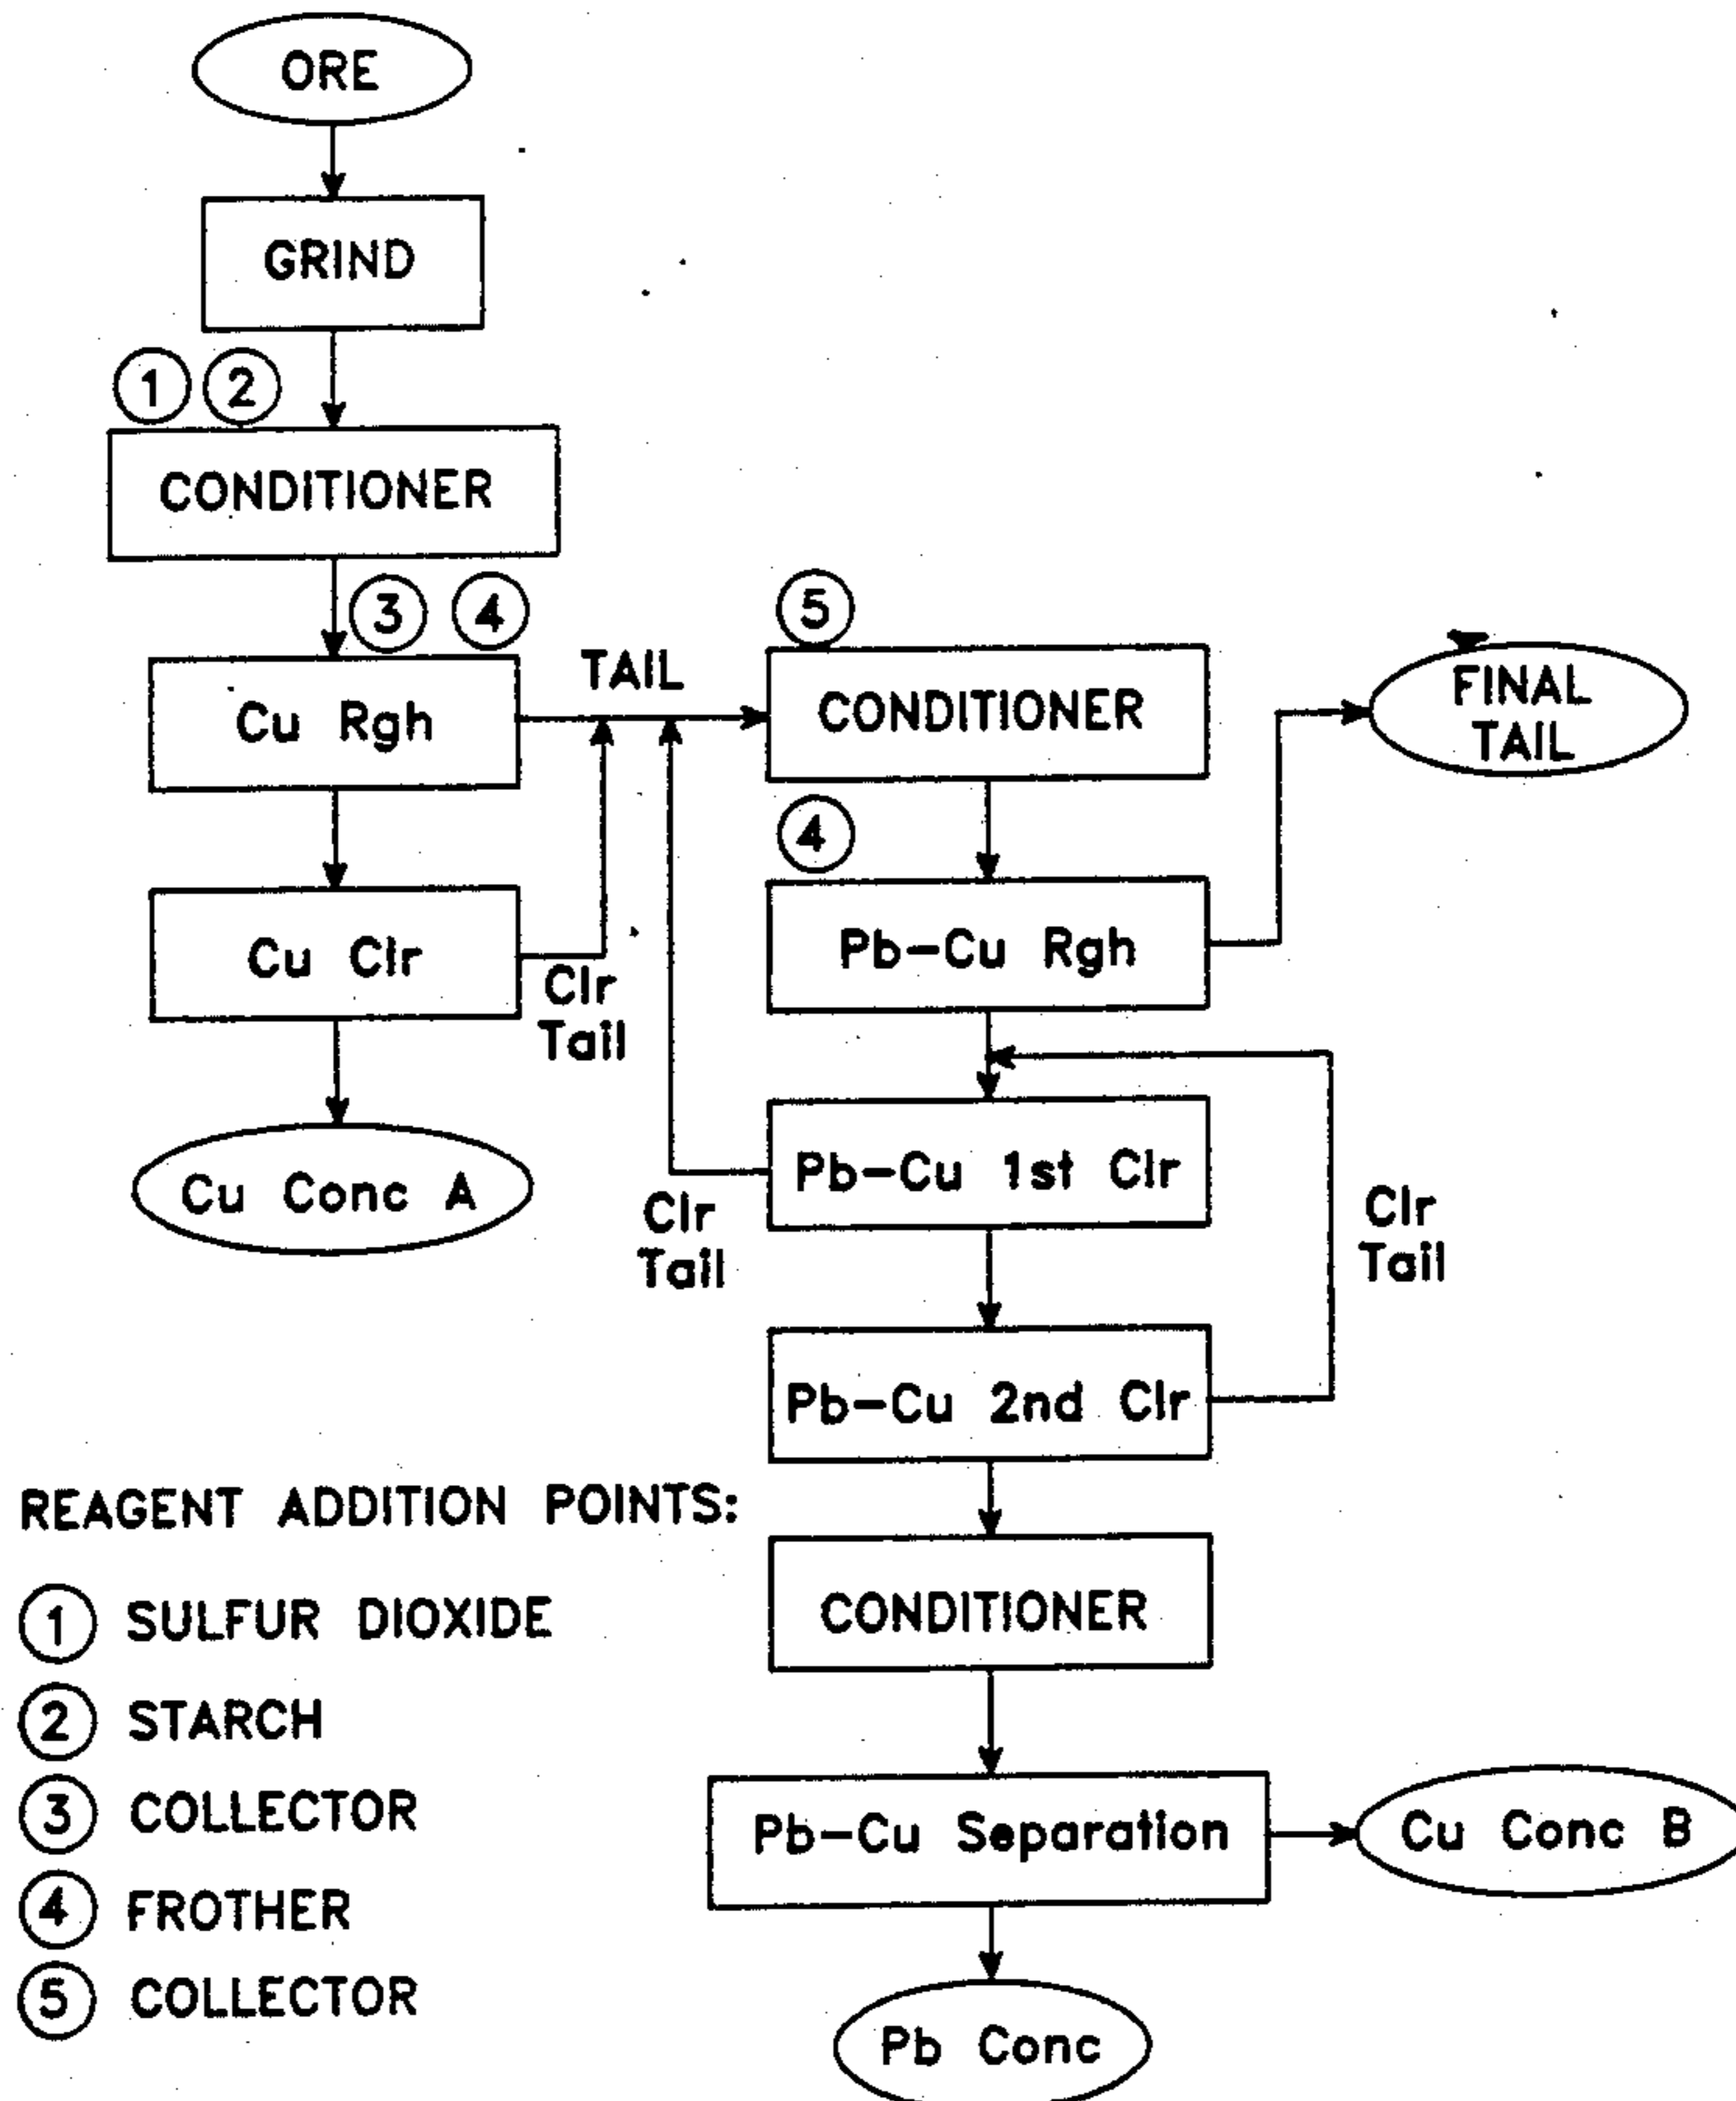 ORE
GRIND
1 2
CONDITIONER
3 4
Cu Rgh
TAIL
5
CONDITIONER
FINAL
TAIL
4
Cu Clr
Clr
Tail
Pb-Cu Rgh
Cu Conc A
Pb-Cu 1st Clr
Clr
Tail
Clr
Tail
Pb-Cu 2nd Clr
CONDITIONER
Pb-Cu Separation
Cu Conc B
Pb Conc
REAGENT ADDITION POINTS:
1 SULFUR DIOXIDE
2 STARCH
3 COLLECTOR
4 FROTHER
5 COLLECTOR